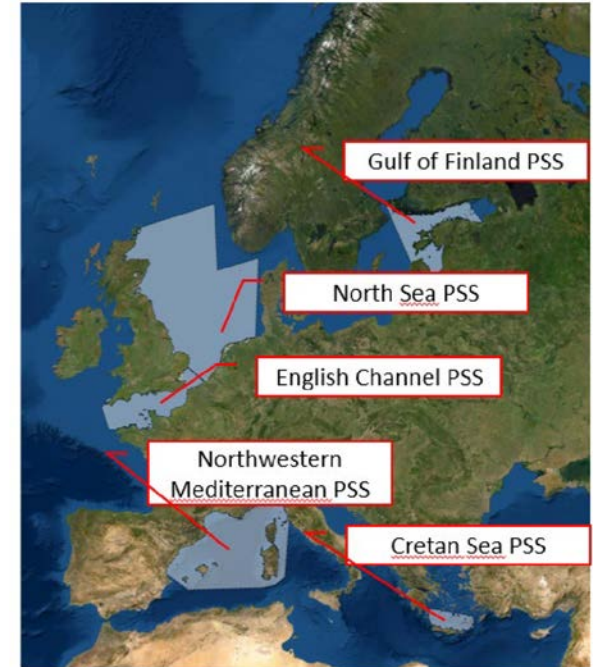 Gulf of Finland PSS
North Sea PSS
English Channel PSS
Northwestern
Mediterranean PSS
Cretan Sea PSS